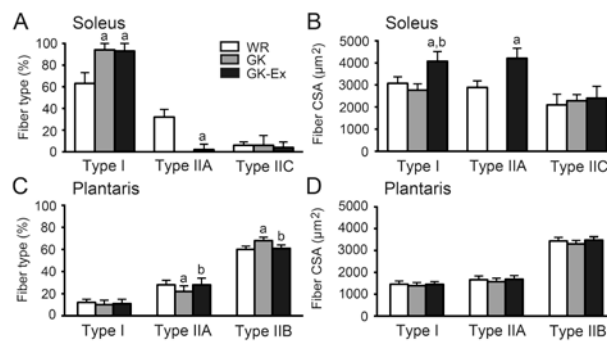 A Soleus
Fiber type (%)
100
80
60
40
20
0
a a
a
WR
GK
GK-Ex
Type I Type IIA Type IIC
B Soleus
Fiber CSA (µm²)
5000
4000
3000
2000
1000
0
a,b
a
Type I Type IIA Type IIC
C Plantaris
Fiber type (%)
100
80
60
40
20
0
a b
a b
Type I Type IIA Type IIB
D Plantaris
Fiber CSA (µm²)
5000
4000
3000
2000
1000
0
Type I Type IIA Type IIB